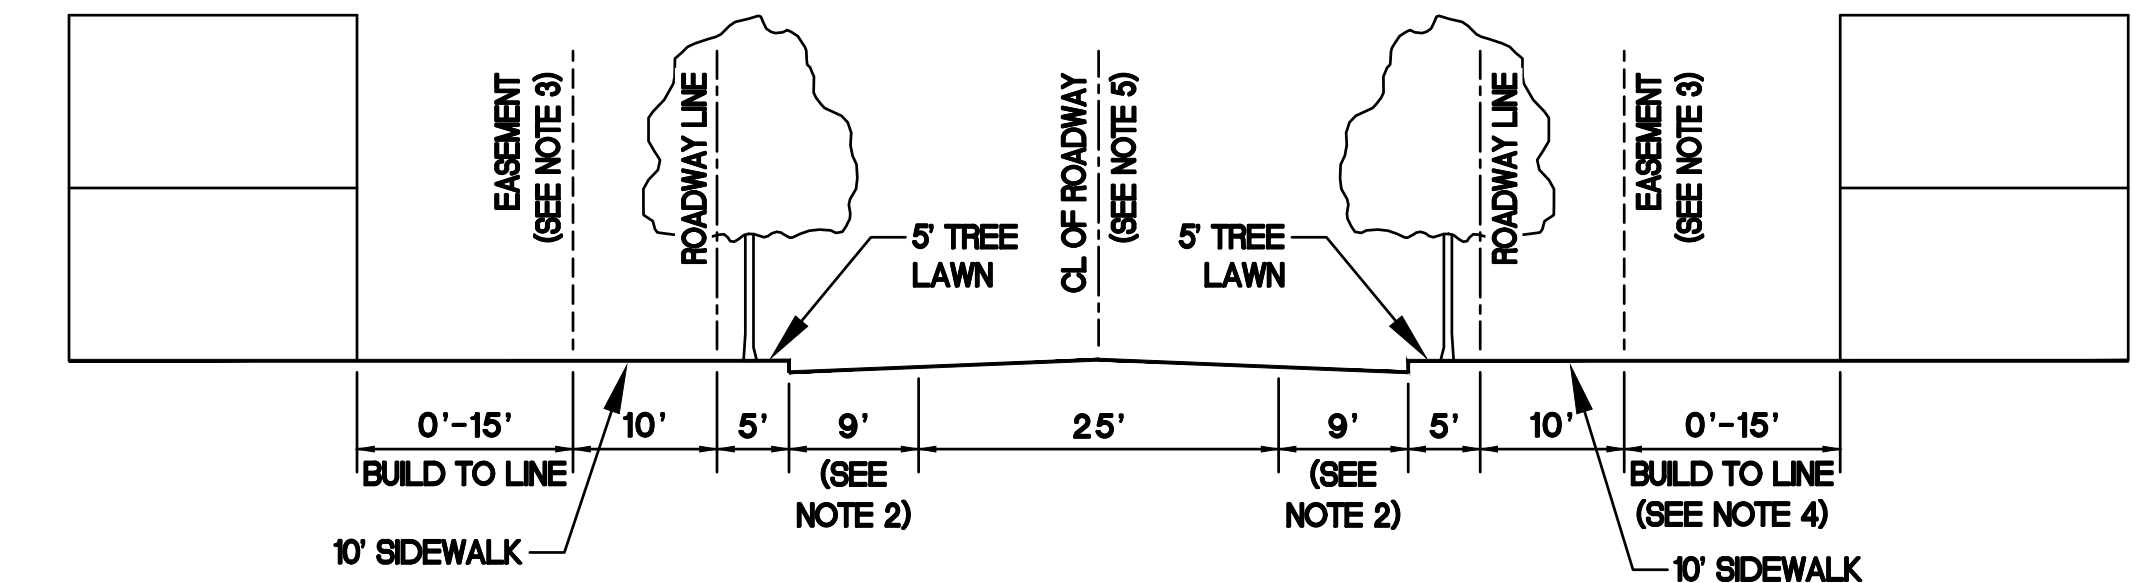 EASEMENT
(SEE NOTE 3)
ROADWAY LINE
CL OF ROADWAY
(SEE NOTE 5)
ROADWAY LINE
EASEMENT
(SEE NOTE 3)
5' TREE
LAWN
5' TREE
LAWN
0'-15'
10'
5'
9'
25'
9'
5'
10'
0'-15'
BUILD TO LINE
(SEE
NOTE 2)
(SEE
NOTE 2)
BUILD TO LINE
(SEE NOTE 4)
10' SIDEWALK
10' SIDEWALK